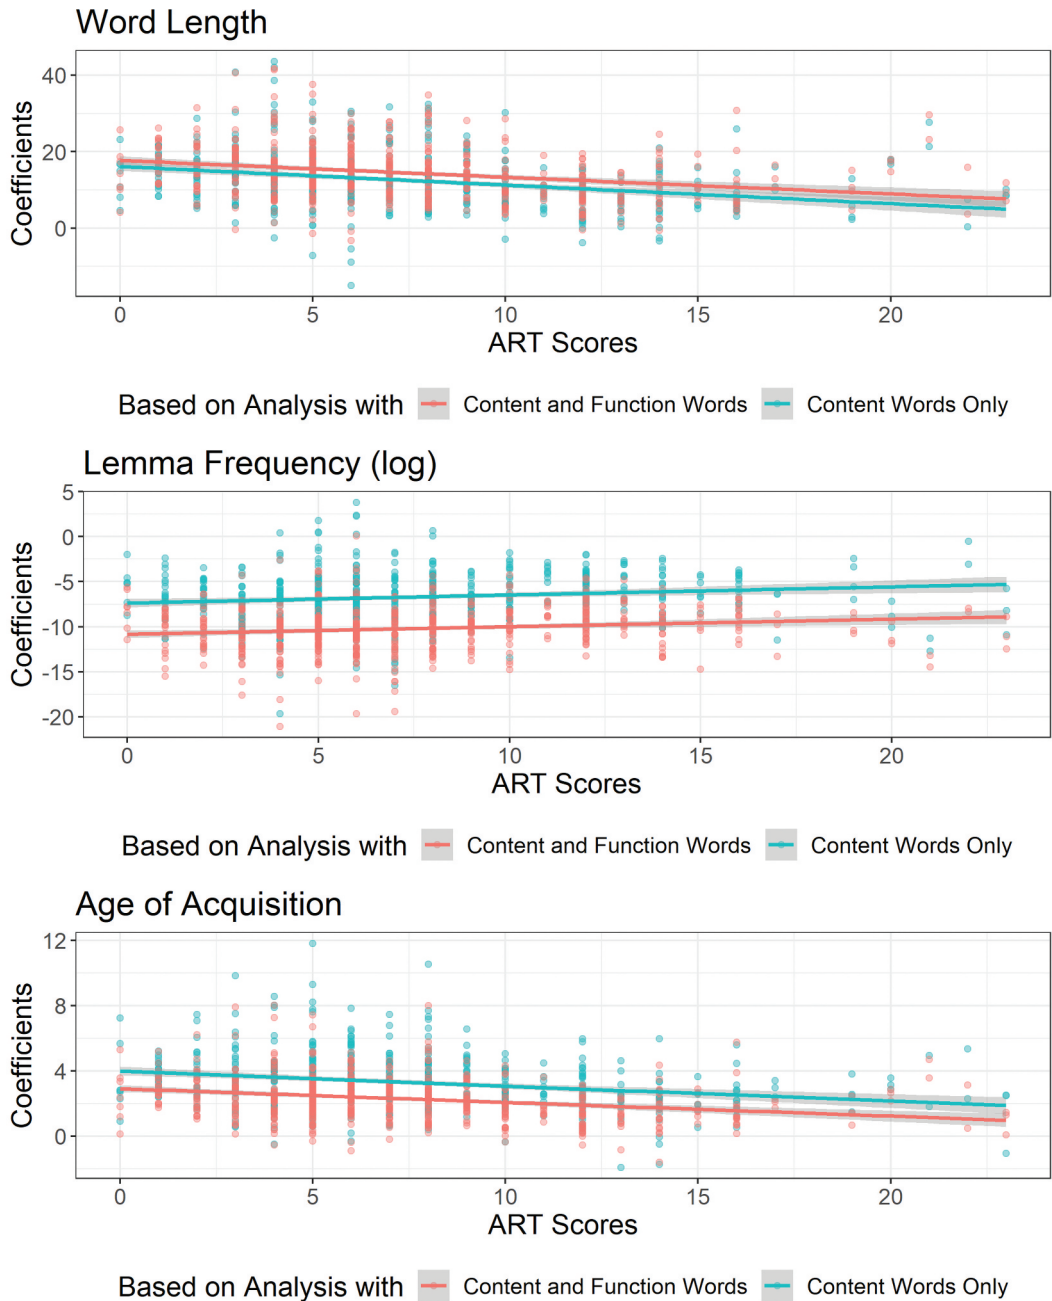 Word Length
Coefficients
40
20
0
0 5 10 15 20
ART Scores
Based on Analysis with Content and Function Words Content Words Only
Lemma Frequency (log)
Coefficients
5
0
-5
-10
-15
-20
0 5 10 15 20
ART Scores
Based on Analysis with Content and Function Words Content Words Only
Age of Acquisition
Coefficients
12
8
4
0
0 5 10 15 20
ART Scores
Based on Analysis with Content and Function Words Content Words Only